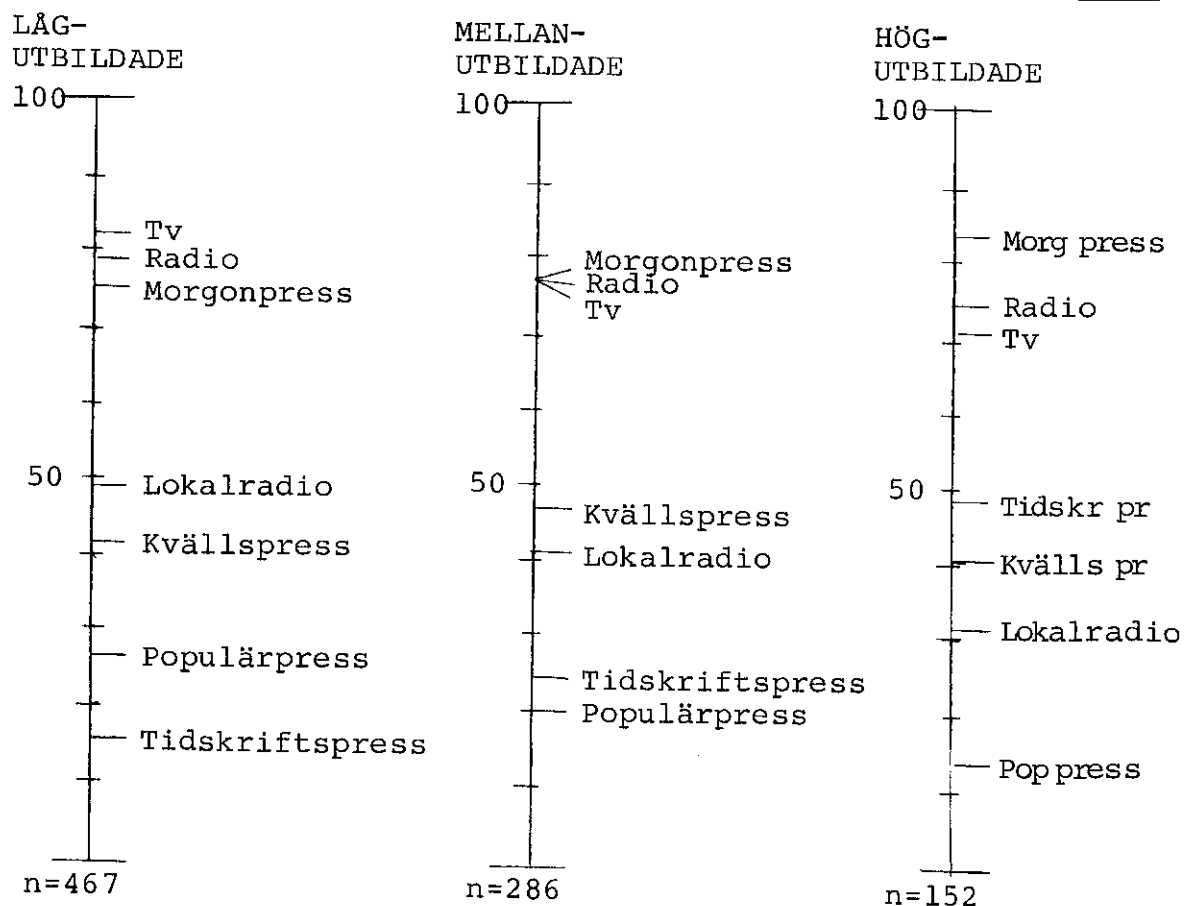 LÅG-
UTBILDADE
100
Tv
Radio
Morgonpress
50
Lokalradio
Kvällspress
Populärpress
Tidskriftspress
n=467
MELLAN-
UTBILDADE
100
Morgonpress
Radio
Tv
50
Kvällspress
Lokalradio
Tidskriftspress
Populärpress
n=286
HÖG-
UTBILDADE
100
Morg press
Radio
Tv
50
Tidskr pr
Kvälls pr
Lokalradio
Pop press
n=152